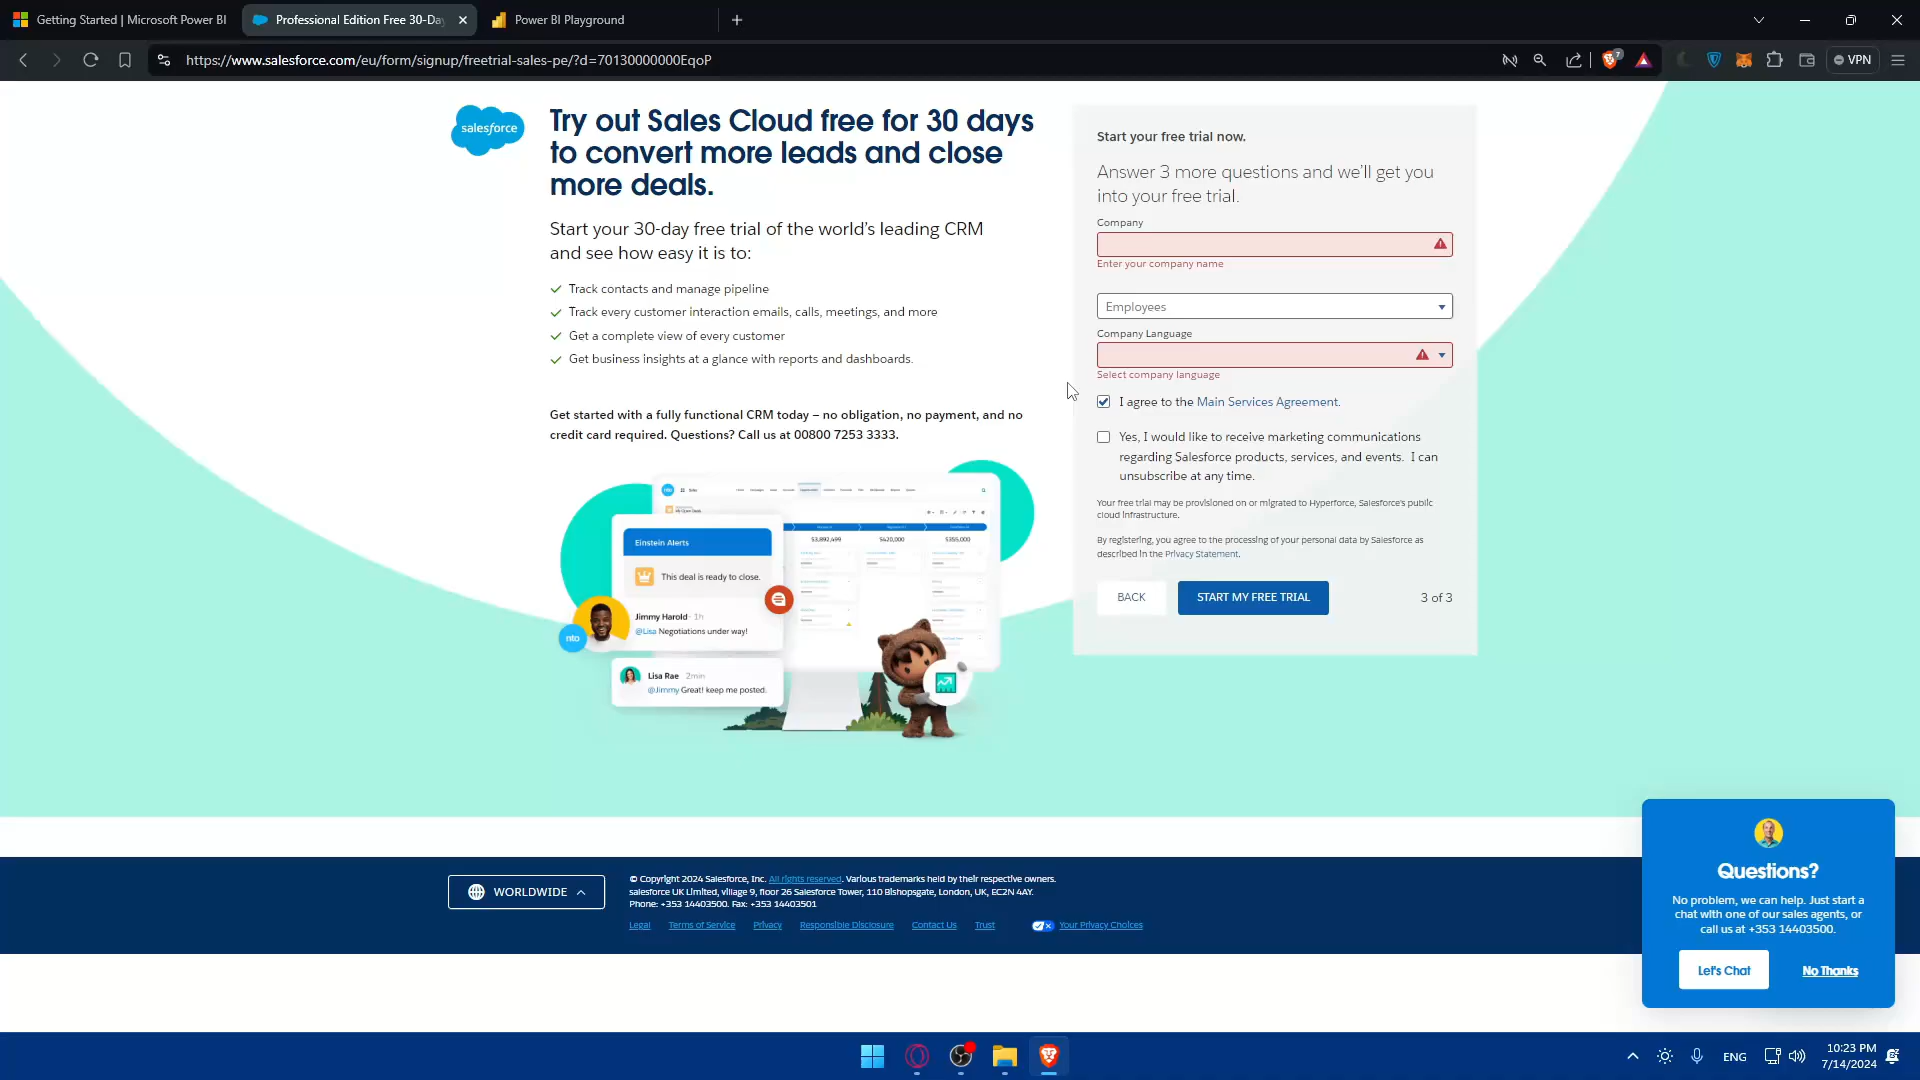 Getting Started | Microsoft Power BI
Professional Edition Free 30-Da
Power BI Playground
https://www.salesforce.com/eu/form/signup/freetrial-sales-pe/?d=70130000000EqoP
7
VPN
salesforce
Try out Sales Cloud free for 30 days
to convert more leads and close
more deals.
Start your 30-day free trial of the world's leading CRM
and see how easy it is to:
Track contacts and manage pipeline
Track every customer interaction emails, calls, meetings, and more
Get a complete view of every customer
Get business insights at a glance with reports and dashboards.
Get started with a fully functional CRM today – no obligation, no payment, and no
credit card required. Questions? Call us at 00800 7253 3333.
nto
$3,892,499
$420,000
$355,000
Einstein Alerts
This deal is ready to close.
Jimmy Harold · 1h
@Lisa Negotiations under way!
nto
Lisa Rae 2min
@Jimmy Great! keep me posted.
Start your free trial now.
Answer 3 more questions and we'll get you
into your free trial.
Company
Enter your company name
Employees
Company Language
Select company language
I agree to the Main Services Agreement.
Yes, I would like to receive marketing communications
regarding Salesforce products, services, and events. I can
unsubscribe at any time.
Your free trial may be provisioned on or migrated to Hyperforce, Salesforce's public
cloud infrastructure.
By registering, you agree to the processing of your personal data by Salesforce as
described in the Privacy Statement.
BACK
START MY FREE TRIAL
3 of 3
Questions?
No problem, we can help. Just start a
chat with one of our sales agents, or
call us at +353 14403500.
Let's Chat
No Thanks
WORLDWIDE
© Copyright 2024 Salesforce, Inc. All rights reserved. Various trademarks held by their respective owners.
salesforce UK Limited, village 9, floor 26 Salesforce Tower, 110 Bishopsgate, London, UK, EC2N 4AY.
Phone: +353 14403500. Fax: +353 14403501
Legal
Terms of Service
Privacy
Responsible Disclosure
Contact Us
Trust
Your Privacy Choices
ENG
10:23 PM
7/14/2024